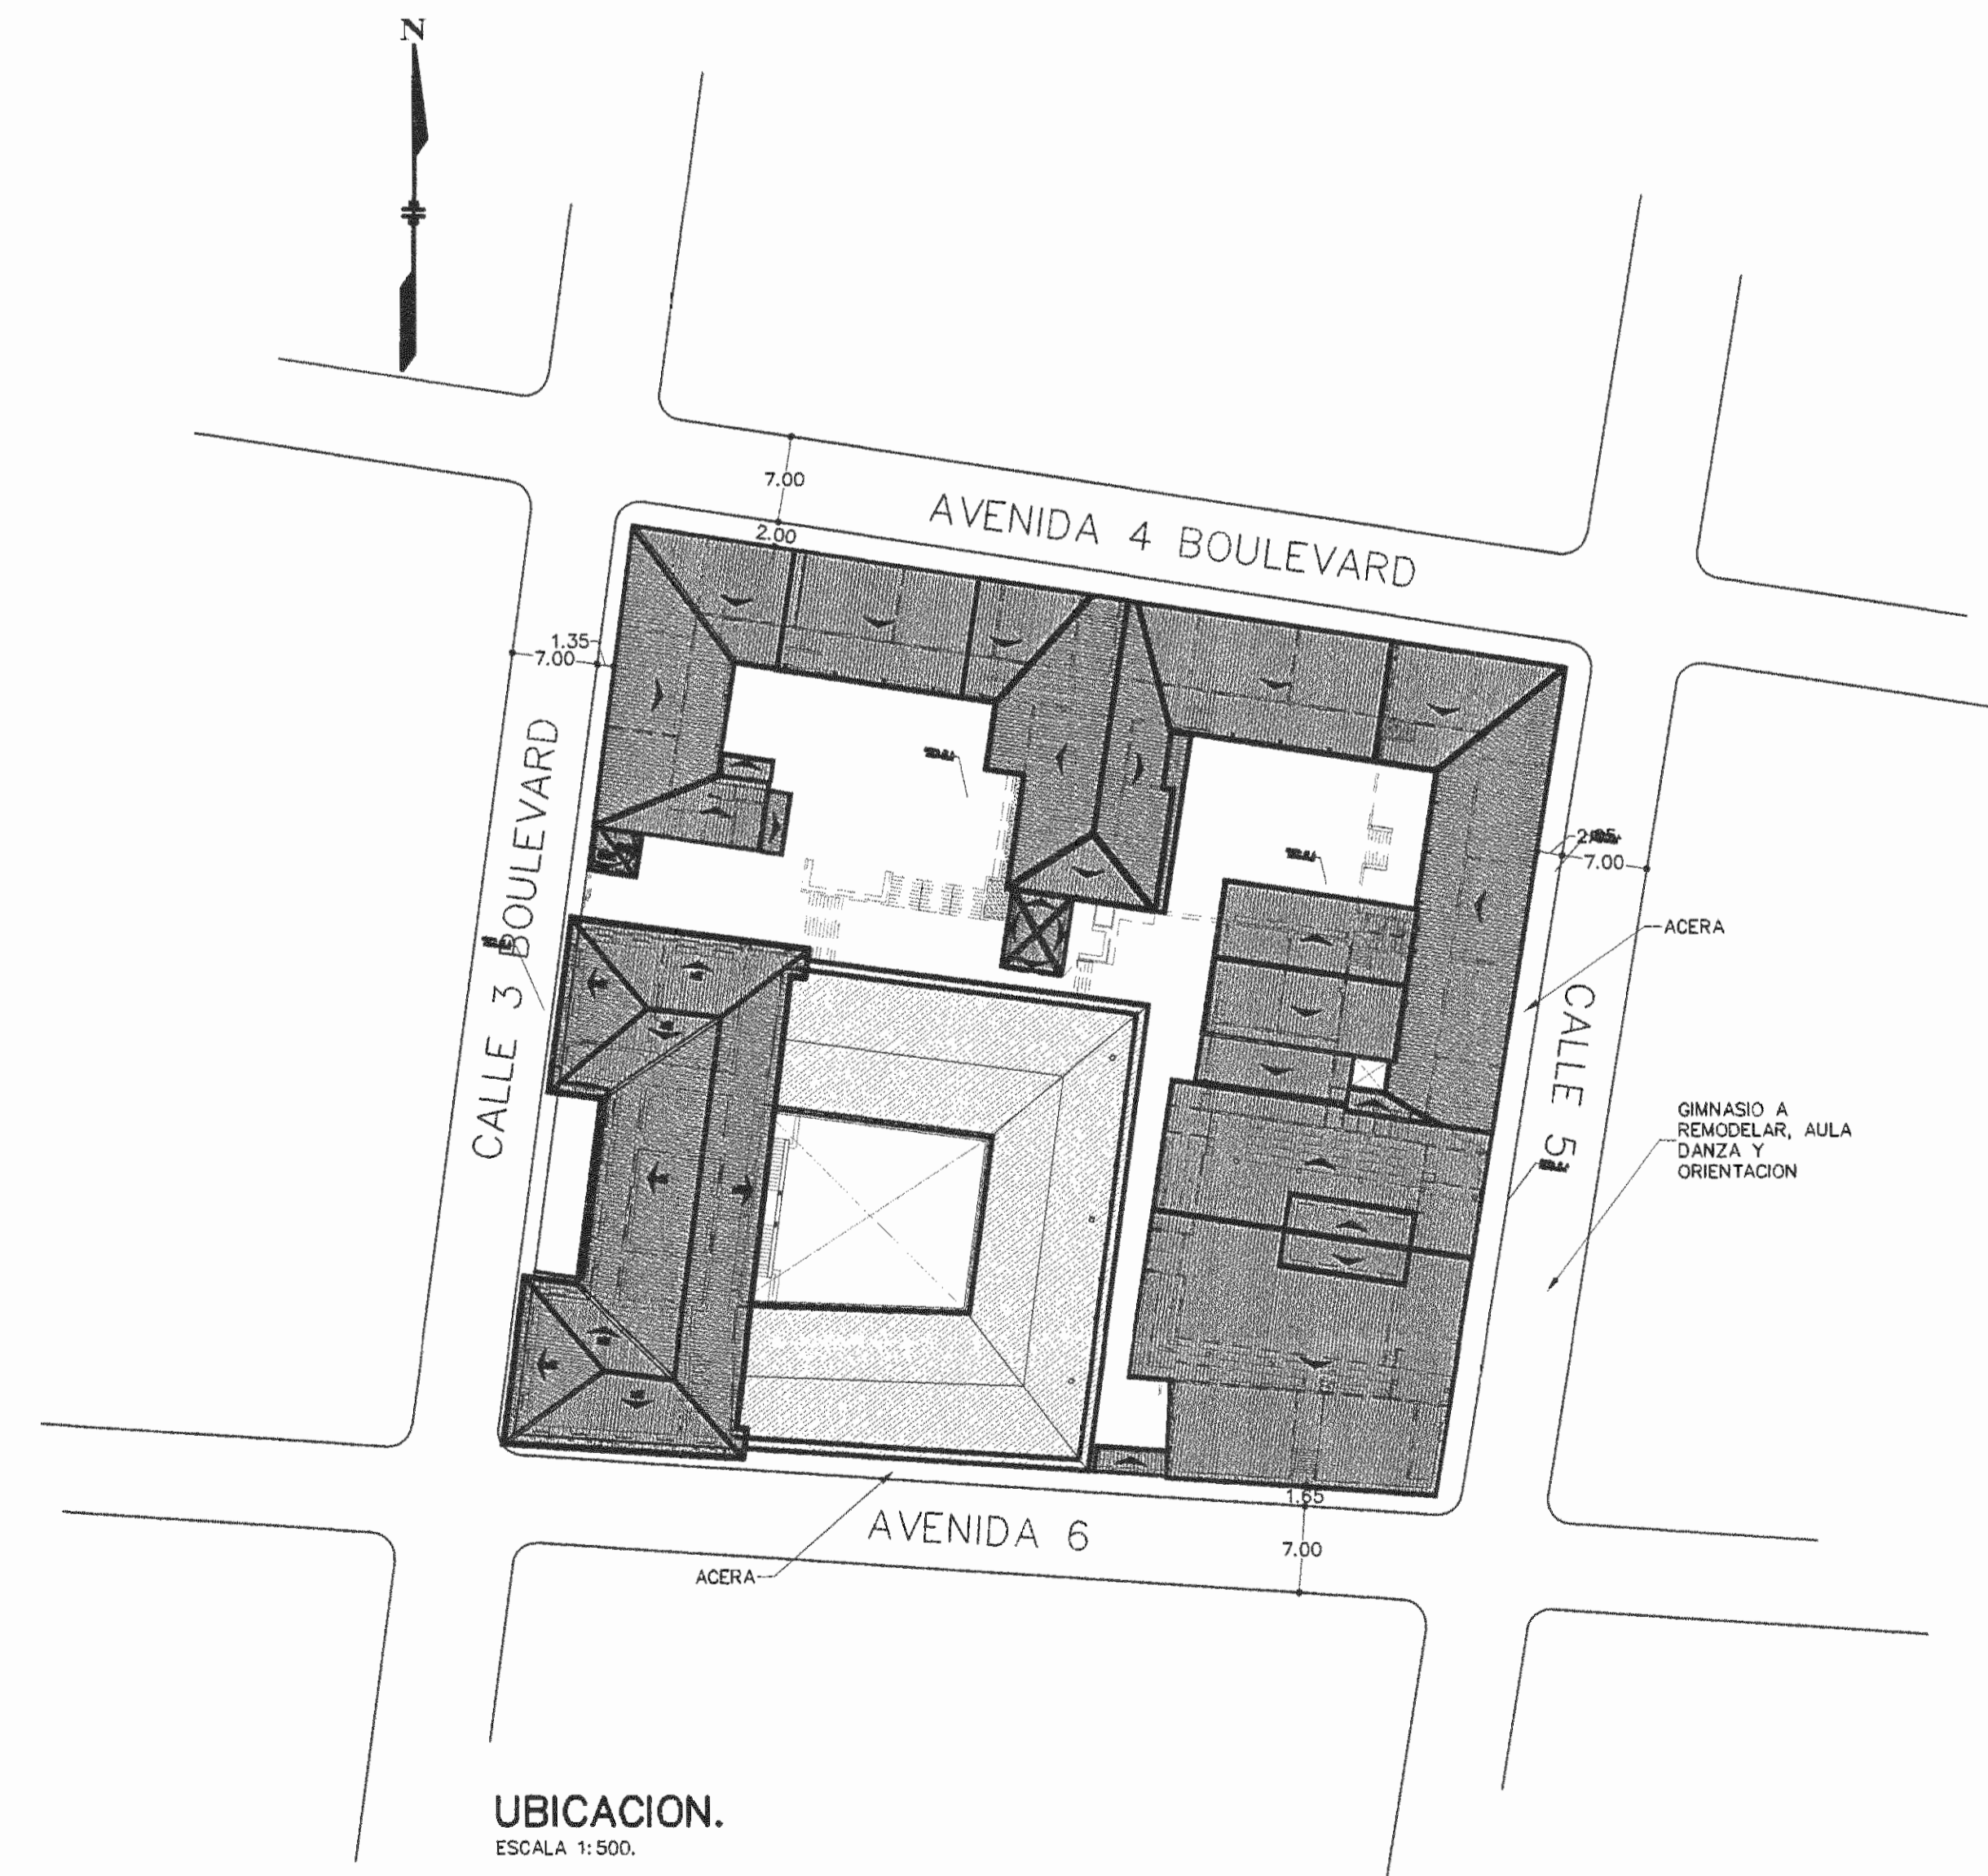 N
7.00
AVENIDA 4 BOULEVARD
2.00
1.35
7.00
CALLE 3 BOULEVARD
7.00
ACERA
CALLE 5
GIMNASIO A
REMODELAR, AULA
DANZA Y
ORIENTACION
1.65
AVENIDA 6
7.00
ACERA
UBICACION.
ESCALA 1:500.